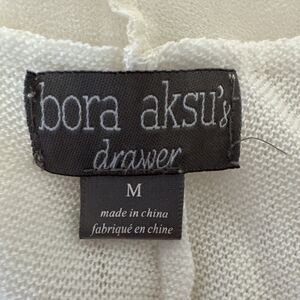 bora aksu's
drawer
M
made in china
fabriqué en chine